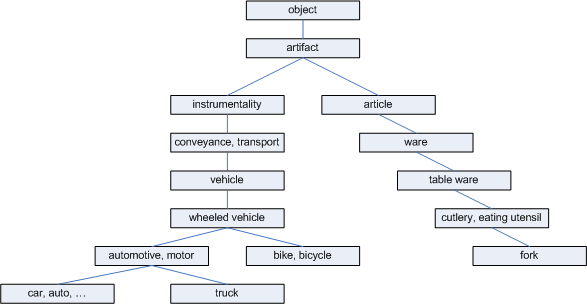 object
artifact
instrumentality
article
conveyance, transport
ware
vehicle
table ware
wheeled vehicle
cutlery, eating utensil
automotive, motor
bike, bicycle
fork
car, auto, …
truck